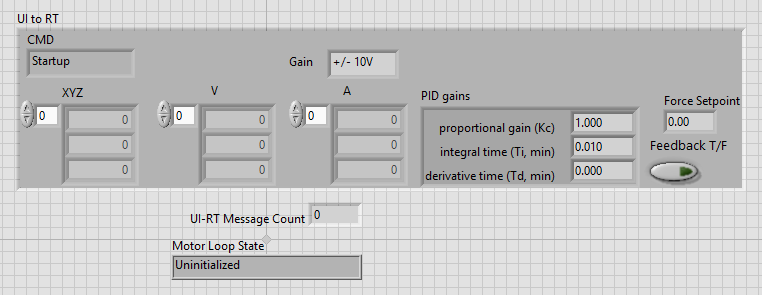 UI to RT
CMD
Startup
Gain +/- 10V
XYZ V A
0 0 0 0 0 0
0 0 0
0 0 0
PID gains
proportional gain (Kc) 1.000
integral time (Ti, min) 0.010
derivative time (Td, min) 0.000
Force Setpoint
0.00
Feedback T/F
UI-RT Message Count 0
Motor Loop State
Uninitialized